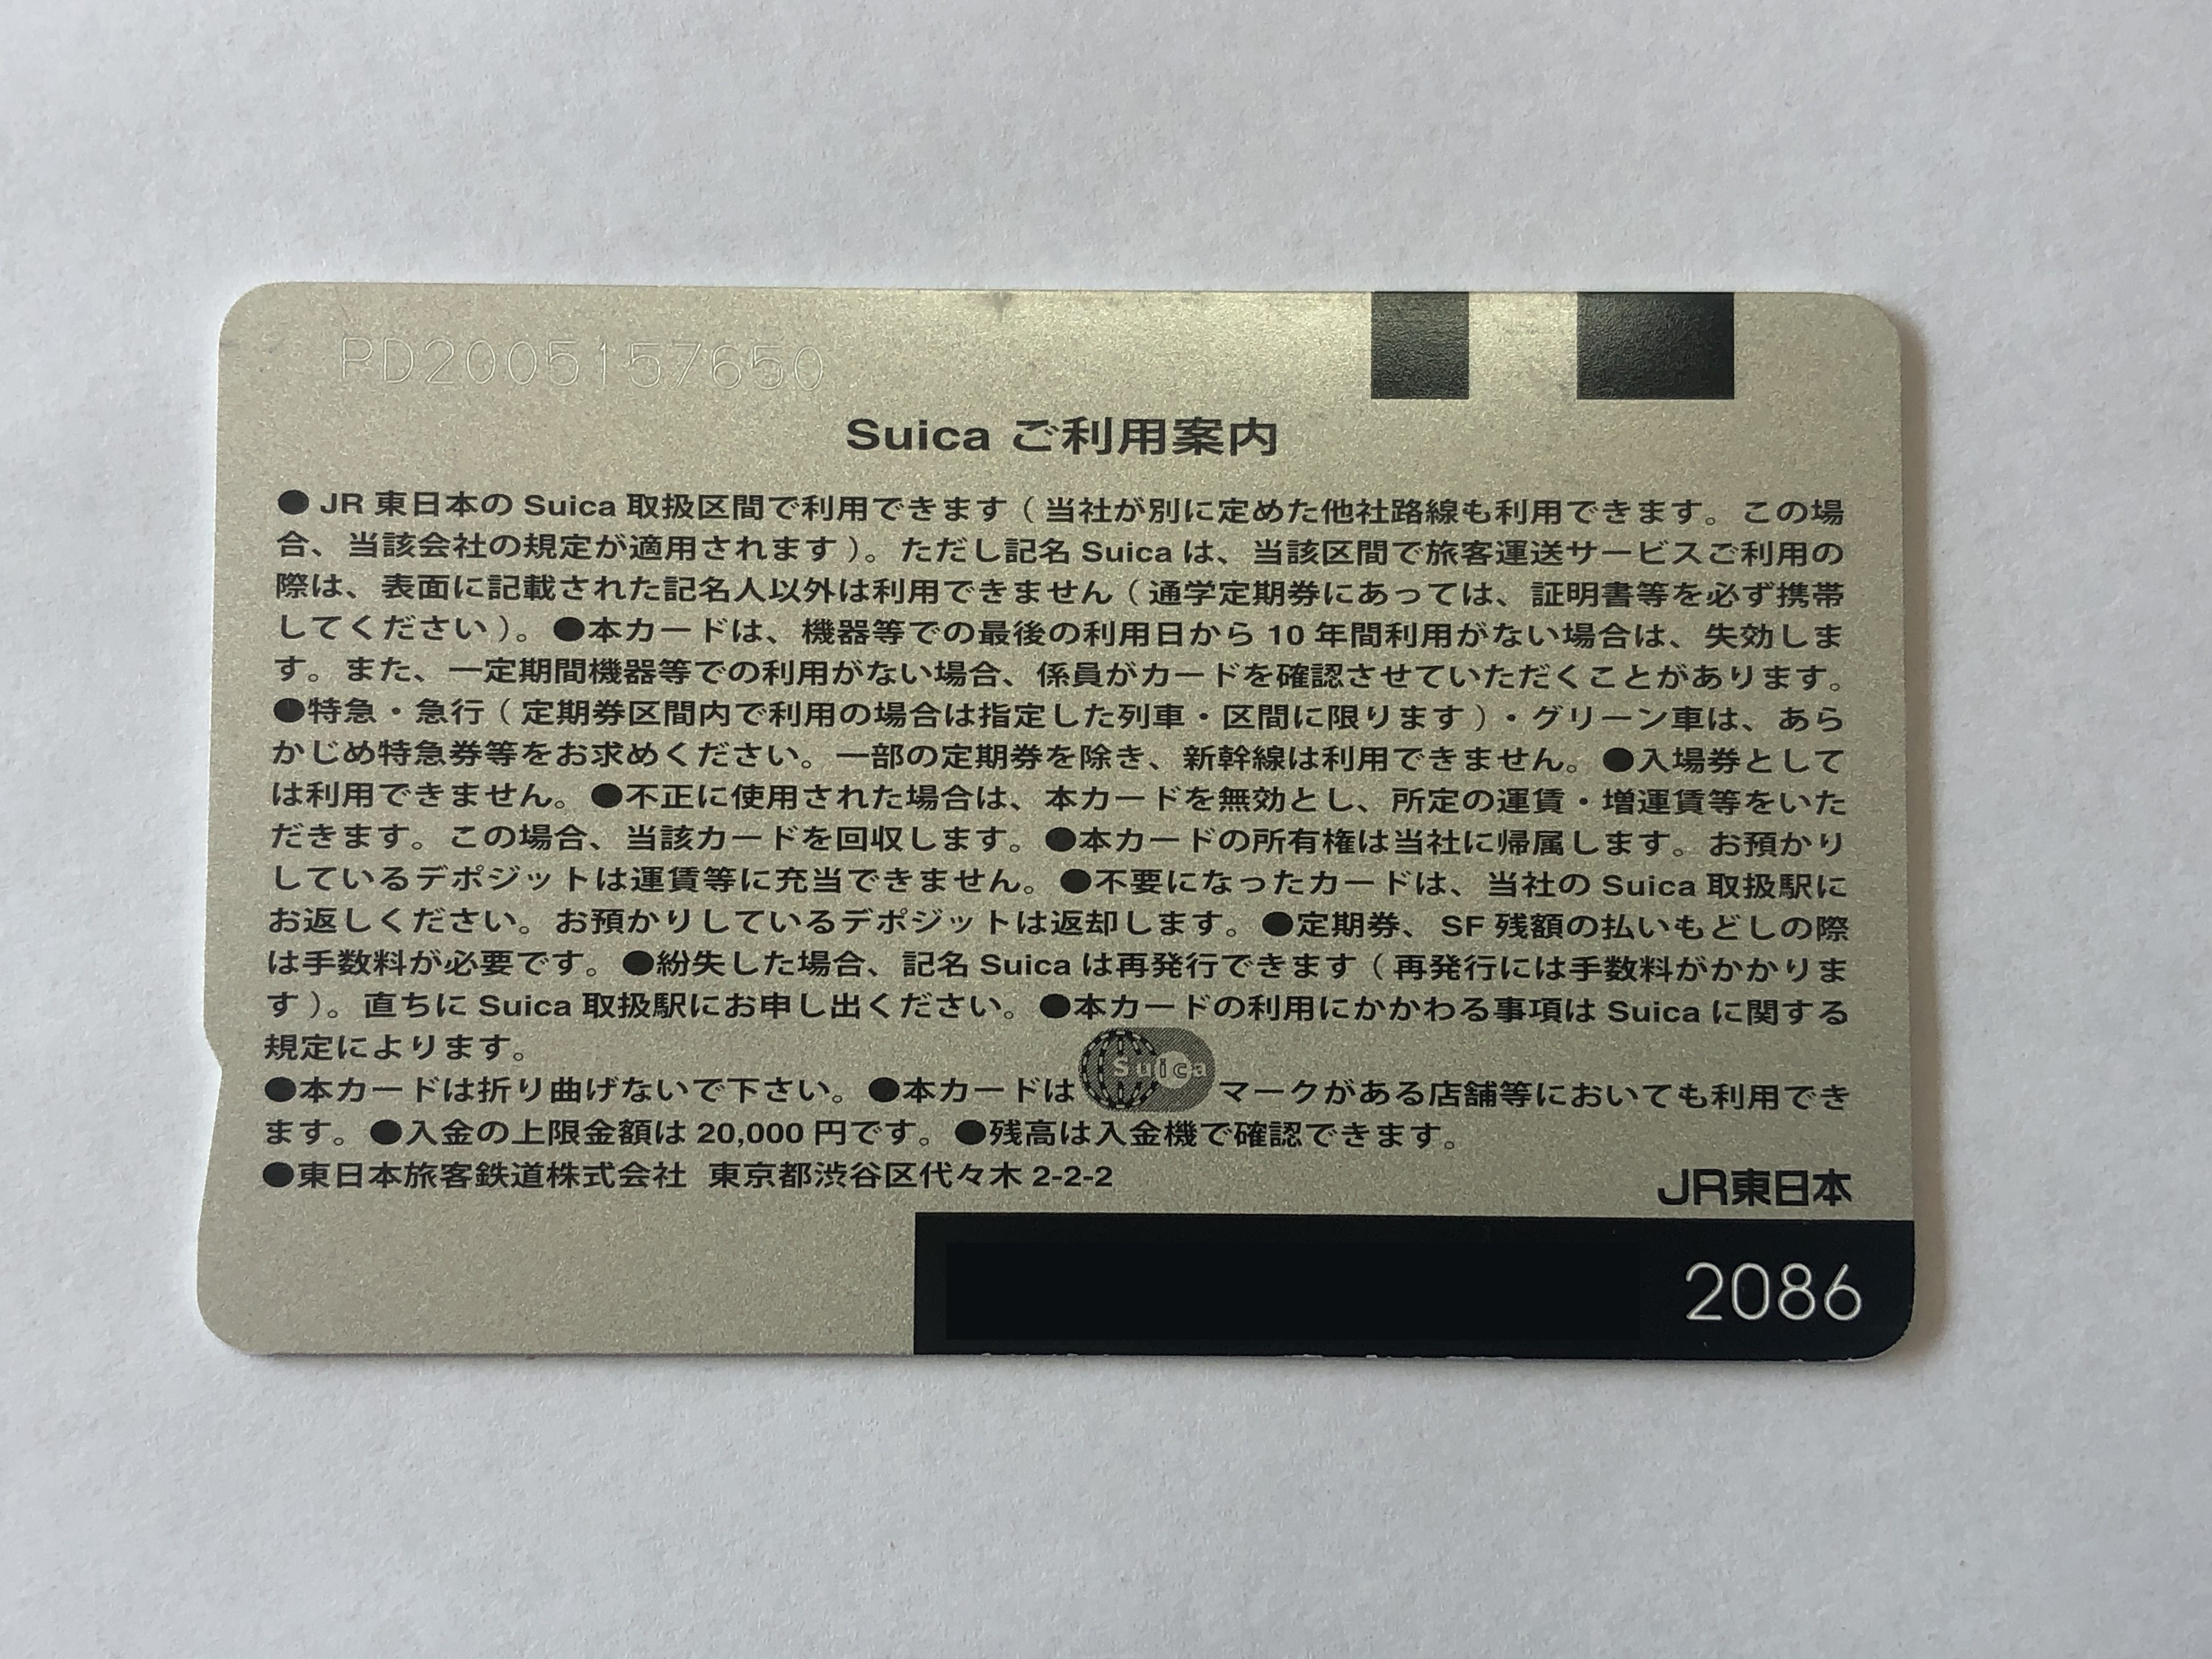 PD2005157650
Suica ご利用案内
●JR 東日本の Suica 取扱区間で利用できます（当社が別に定めた他社路線も利用できます。この場
合、当該会社の規定が適用されます）。ただし記名 Suica は、当該区間で旅客運送サービスご利用の
際は、表面に記載された記名人以外は利用できません（通学定期券にあっては、証明書等を必ず携帯
してください）。●本カードは、機器等での最後の利用日から 10 年間利用がない場合は、失効しま
す。また、一定期間機器等での利用がない場合、係員がカードを確認させていただくことがあります。
●特急・急行（定期券区間内で利用の場合は指定した列車・区間に限ります）・グリーン車は、あら
かじめ特急券等をお求めください。一部の定期券を除き、新幹線は利用できません。●入場券として
は利用できません。●不正に使用された場合は、本カードを無効とし、所定の運賃・増運賃等をいた
だきます。この場合、当該カードを回収します。●本カードの所有権は当社に帰属します。お預かり
しているデポジットは運賃等に充当できません。●不要になったカードは、当社の Suica 取扱駅に
お返しください。お預かりしているデポジットは返却します。●定期券、SF 残額の払いもどしの際
は手数料が必要です。●紛失した場合、記名 Suica は再発行できます（再発行には手数料がかかりま
す）。直ちに Suica 取扱駅にお申し出ください。●本カードの利用にかかわる事項は Suica に関する
規定によります。
●本カードは折り曲げないで下さい。●本カードは Suica マークがある店舗等においても利用でき
ます。●入金の上限金額は 20,000 円です。●残高は入金機で確認できます。
●東日本旅客鉄道株式会社 東京都渋谷区代々木 2-2-2
JR東日本
2086